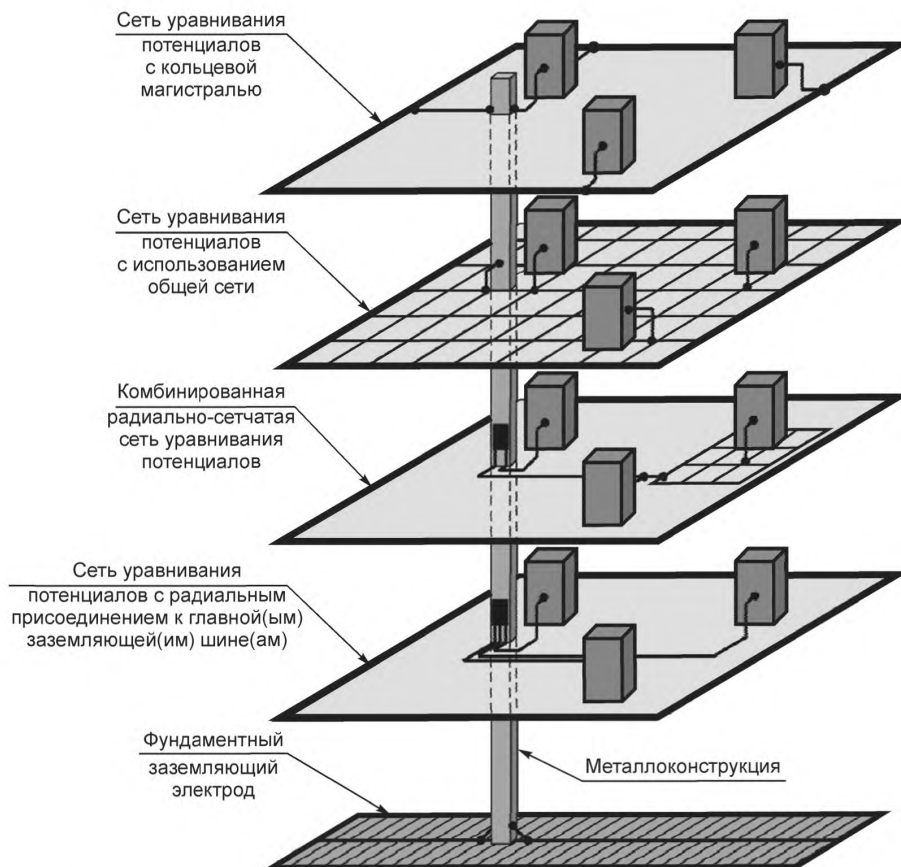 Сеть уравнивания
потенциалов
с кольцевой
магистралью
Сеть уравнивания
потенциалов
с использованием
общей сети
Комбинированная
радиально-сетчатая
сеть уравнивания
потенциалов
Сеть уравнивания
потенциалов с радиальным
присоединением к главной(ым)
заземляющей(им) шине(ам)
Фундаментный
заземляющий
электрод
Металлоконструкция